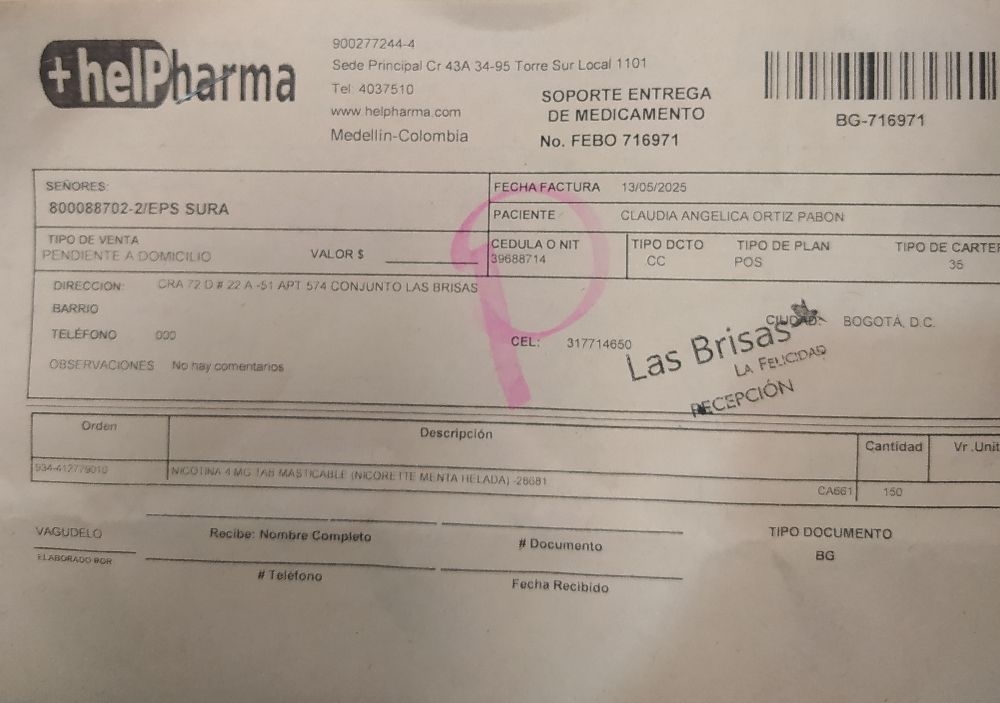 +helPharma
900277244-4
Sede Principal Cr 43A 34-95 Torre Sur Local 1101
Tel: 4037510
www.helpharma.com
Medellín-Colombia
SOPORTE ENTREGA
DE MEDICAMENTO
No. FEBO 716971
BG-716971
SEÑORES:
800088702-2/EPS SURA
FECHA FACTURA 13/05/2025
PACIENTE CLAUDIA ANGELICA ORTIZ PABON
TIPO DE VENTA
PENDIENTE A DOMICILIO
VALOR $
CEDULA O NIT
39688714
TIPO DCTO
CC
TIPO DE PLAN
POS
TIPO DE CARTER
35
DIRECCION: CRA 72 D # 22 A -51 APT 574 CONJUNTO LAS BRISAS
BARRIO
CIUDAD: BOGOTÁ, D.C.
TELÉFONO 000
CEL: 317714650
OBSERVACIONES No hay comentarios
P
Las Brisas
LA FELICIDAD
RECEPCIÓN
Orden Descripción Cantidad Vr .Unit
934-412779010 NICOTINA 4 MG TAB MASTICABLE (NICORETTE MENTA HELADA) -28681 CA661 150
VAGUDELO
ELABORADO POR
Recibe: Nombre Completo
# Documento
# Teléfono
Fecha Recibido
TIPO DOCUMENTO
BG